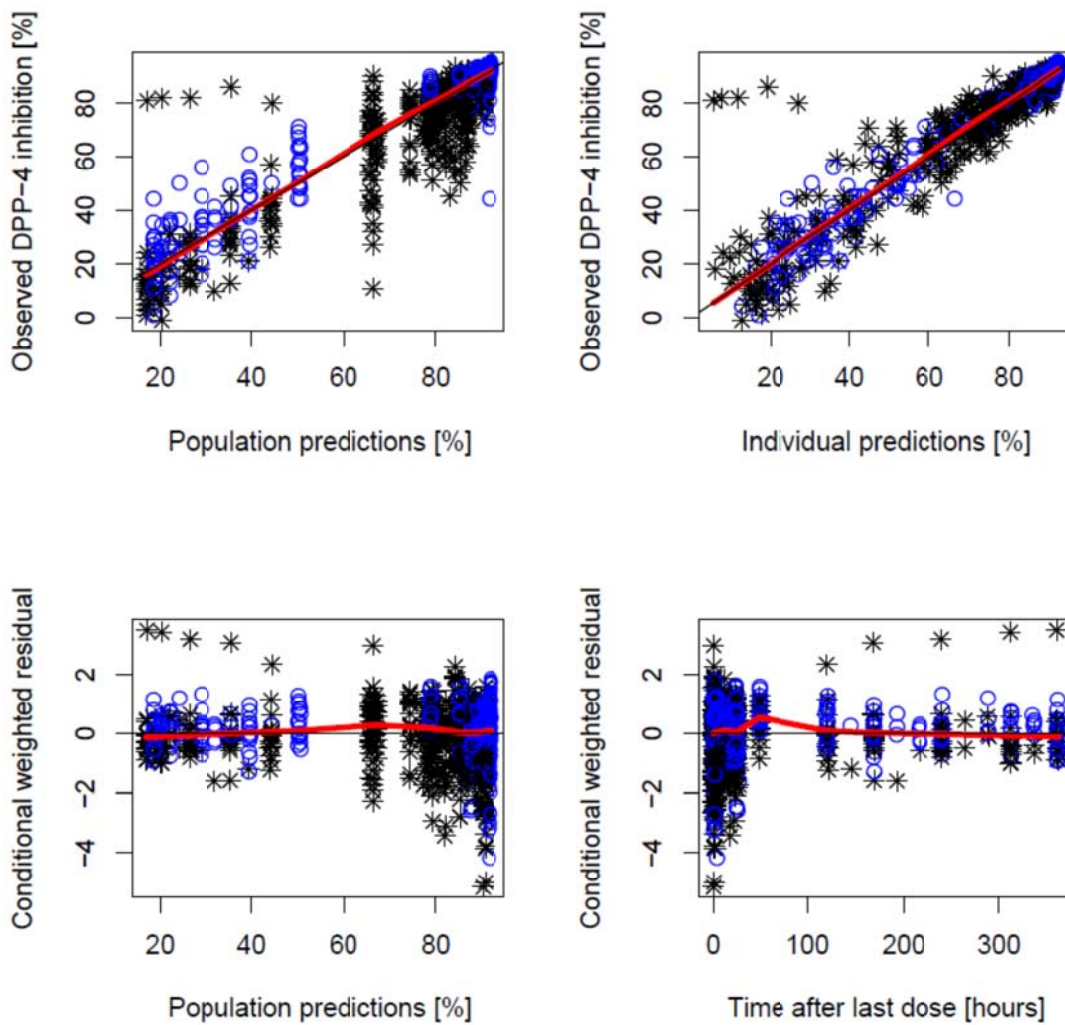 Observed DPP−4 inhibition [%]
80
60
40
20
0
20 40 60 80
Population predictions [%]
Observed DPP−4 inhibition [%]
80
60
40
20
0
20 40 60 80
Individual predictions [%]
Conditional weighted residual
2
0
−2
−4
20 40 60 80
Population predictions [%]
Conditional weighted residual
2
0
−2
−4
0 100 200 300
Time after last dose [hours]